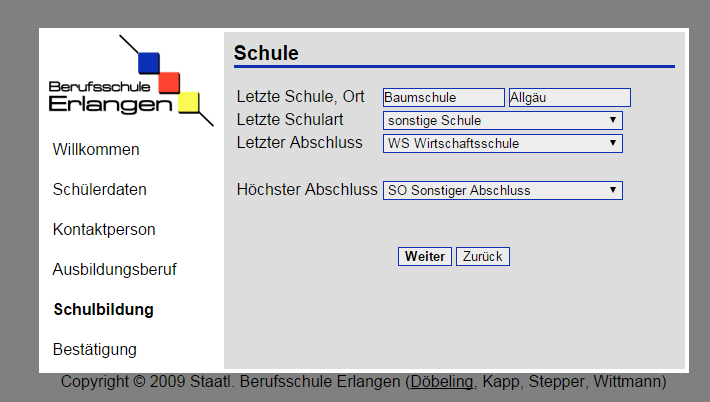 Berufsschule
Erlangen
Willkommen
Schülerdaten
Kontaktperson
Ausbildungsberuf
Schulbildung
Bestätigung
Schule
Letzte Schule, Ort Baumschule Allgäu
Letzte Schulart sonstige Schule
Letzter Abschluss WS Wirtschaftsschule
Höchster Abschluss SO Sonstiger Abschluss
Weiter Zurück
Copyright © 2009 Staatl. Berufsschule Erlangen (Döbeling, Kapp, Stepper, Wittmann)